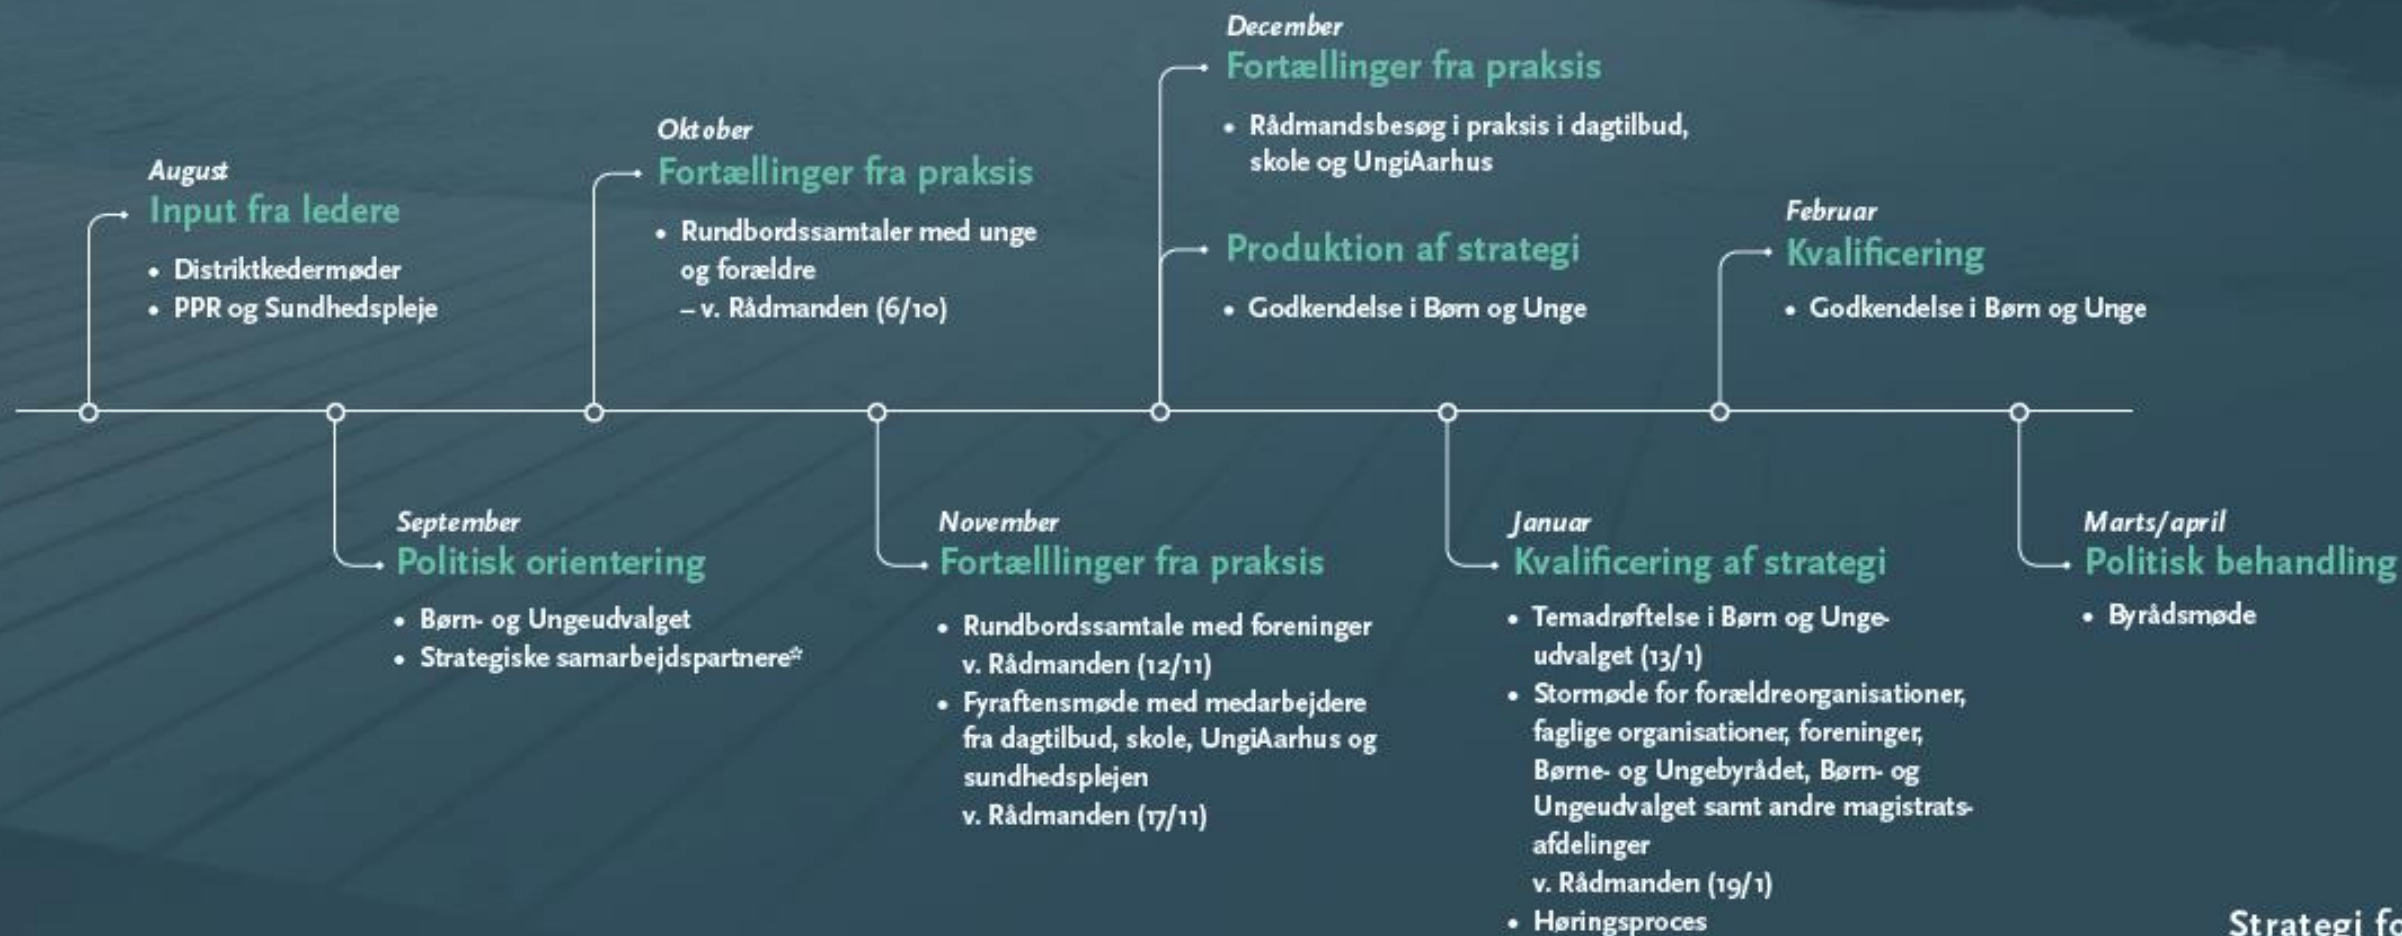 August
Input fra ledere
• Distriktkedermøder
• PPR og Sundhedspleje
September
Politisk orientering
• Børn- og Ungeudvalget
• Strategiske samarbejdspartnere*
Oktober
Fortællinger fra praksis
• Rundbordssamtaler med unge
og forældre
– v. Rådmanden (6/10)
November
Fortælllinger fra praksis
• Rundbordssamtale med foreninger
v. Rådmanden (12/11)
• Fyraftensmøde med medarbejdere
fra dagtilbud, skole, UngiAarhus og
sundhedsplejen
v. Rådmanden (17/11)
December
Fortællinger fra praksis
• Rådmandsbesøg i praksis i dagtilbud,
skole og UngiAarhus
Produktion af strategi
• Godkendelse i Børn og Unge
Januar
Kvalificering af strategi
• Temadrøftelse i Børn og Unge-
udvalget (13/1)
• Stormøde for forældreorganisationer,
faglige organisationer, foreninger,
Børne- og Ungebyrådet, Børn- og
Ungeudvalget samt andre magistrats-
afdelinger
v. Rådmanden (19/1)
• Høringsproces
Februar
Kvalificering
• Godkendelse i Børn og Unge
Marts/april
Politisk behandling
• Byrådsmøde
Strategi fo